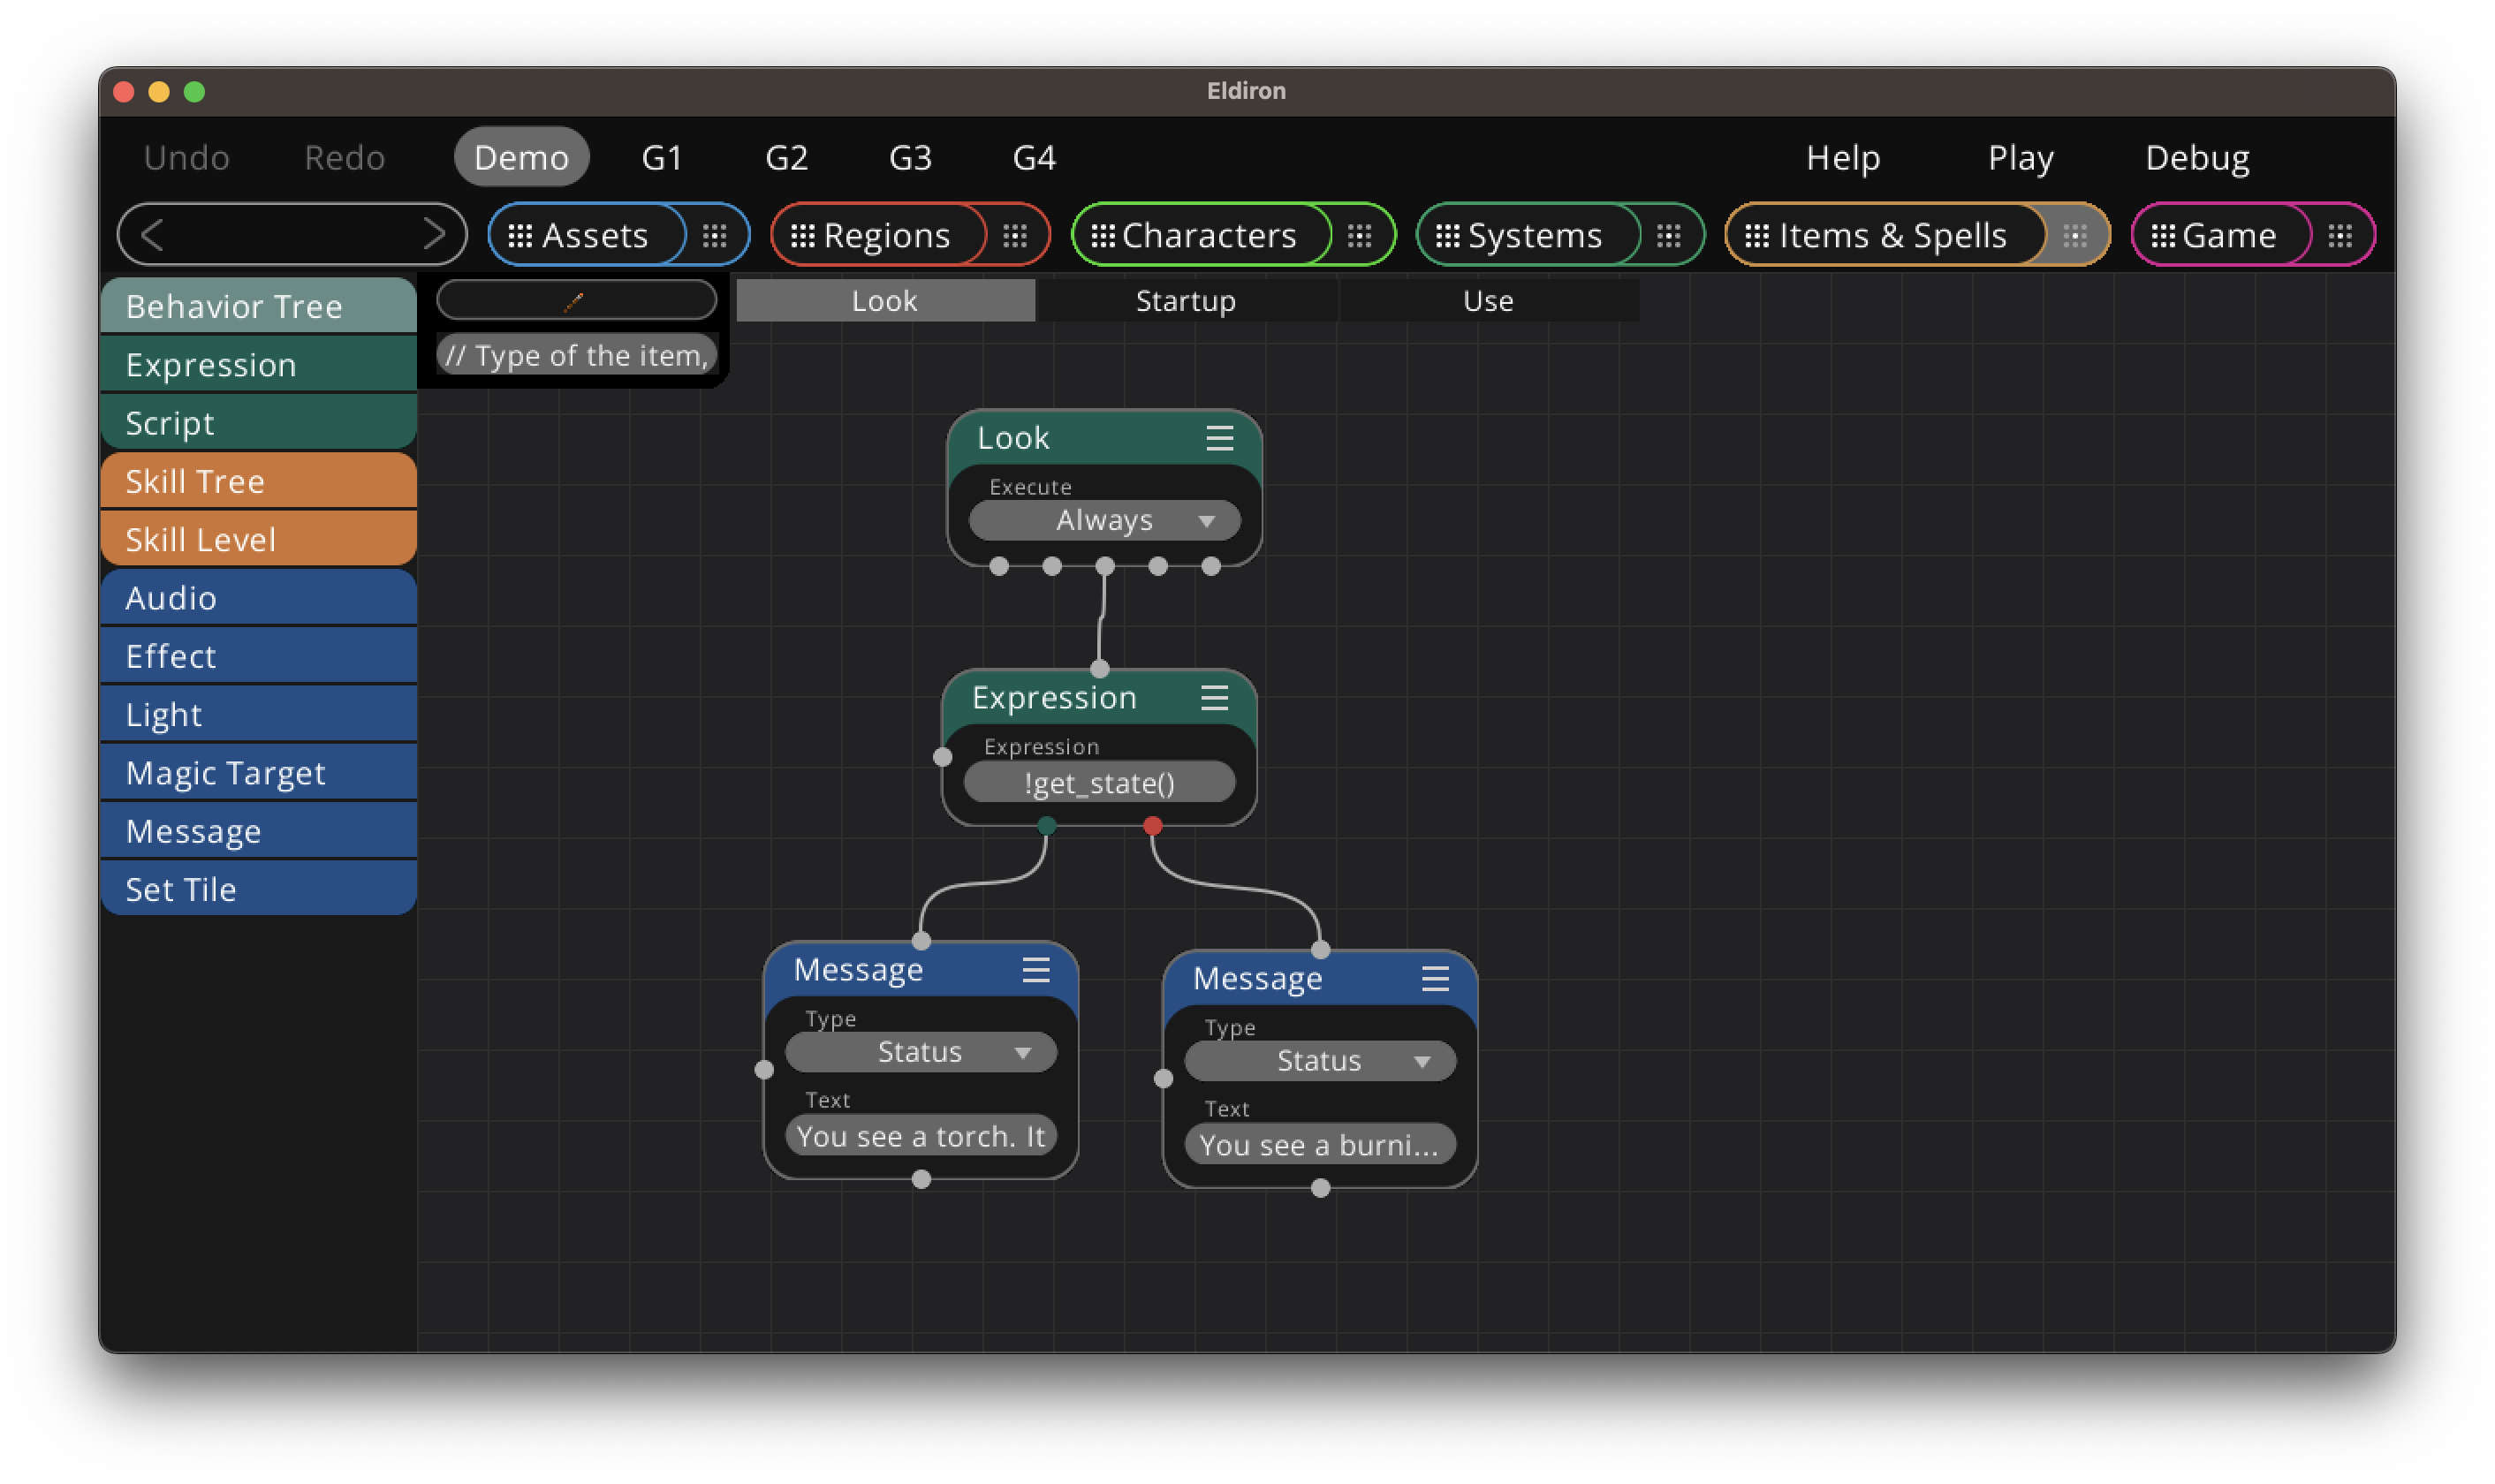 Eldiron
Undo Redo Demo G1 G2 G3 G4 Help Play Debug
Assets Regions Characters Systems Items & Spells Game
Behavior Tree
Expression
Script
Skill Tree
Skill Level
Audio
Effect
Light
Magic Target
Message
Set Tile
// Type of the item,
Look Startup Use
Look
Execute
Always
Expression
Expression
!get_state()
Message
Type
Status
Text
You see a torch. It
Message
Type
Status
Text
You see a burni...